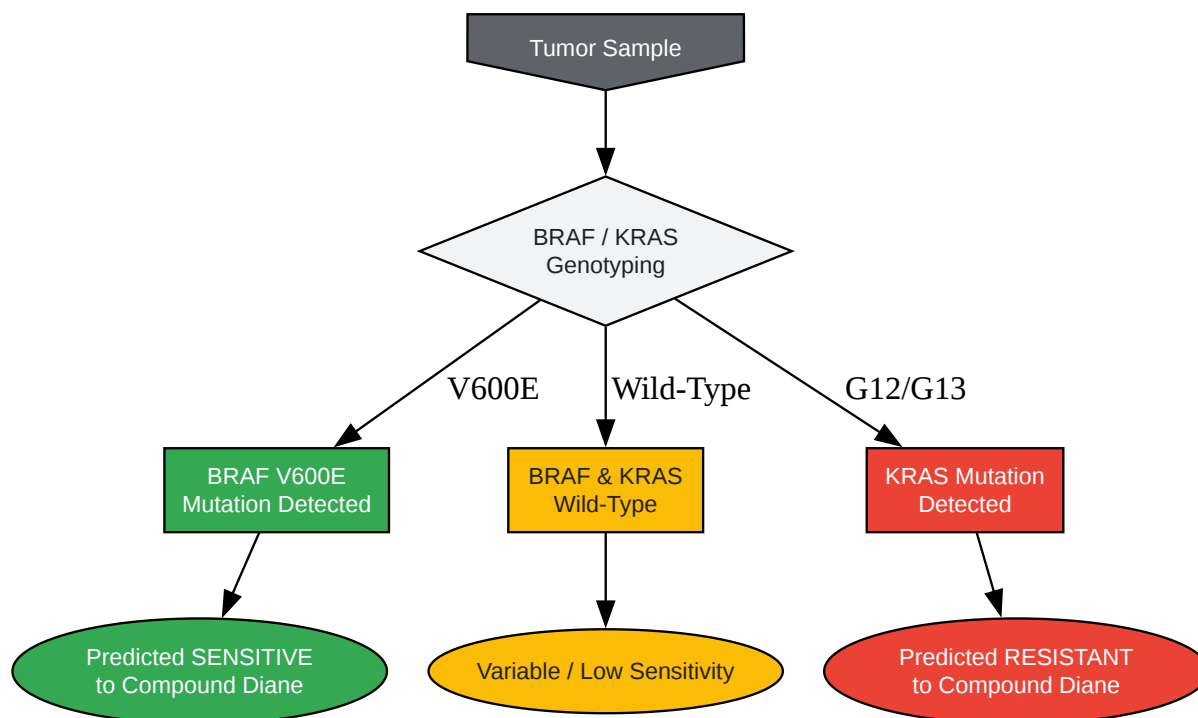 Tumor Sample
BRAF / KRAS
Genotyping
V600E
Wild-Type
G12/G13
BRAF V600E
Mutation Detected
BRAF & KRAS
Wild-Type
KRAS Mutation
Detected
Predicted SENSITIVE
to Compound Diane
Variable / Low Sensitivity
Predicted RESISTANT
to Compound Diane